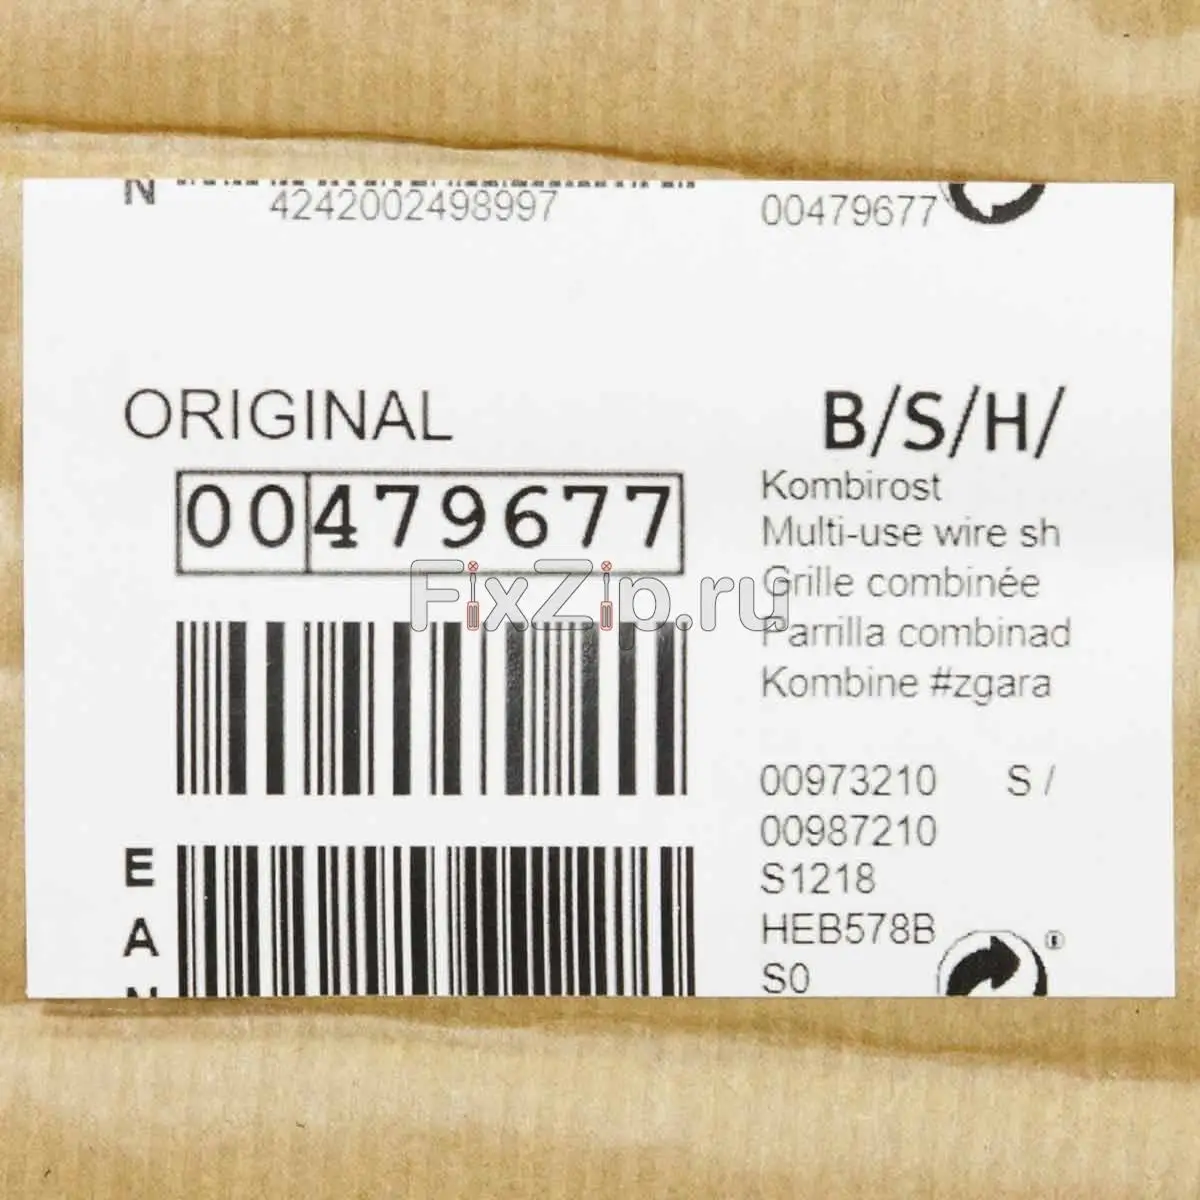 N
4242002498997
00479677
ORIGINAL
B/S/H/
00479677
Kombirost
Multi-use wire sh
Grille combinée
Parrilla combinad
Kombine #zgara
FixZip.ru
00973210 S /
00987210
S1218
HEB578B
S0
®
E
A
N